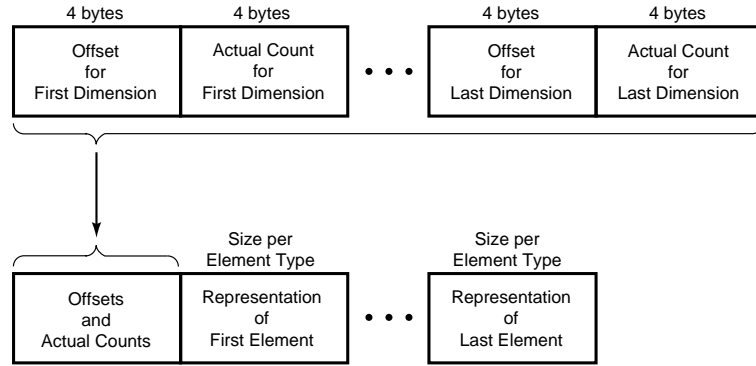 4 bytes 4 bytes 4 bytes 4 bytes
Offset
for
First Dimension
Actual Count
for
First Dimension
Offset
for
Last Dimension
Actual Count
for
Last Dimension
Size per
Element Type
Size per
Element Type
Offsets
and
Actual Counts
Representation
of
First Element
Representation
of
Last Element